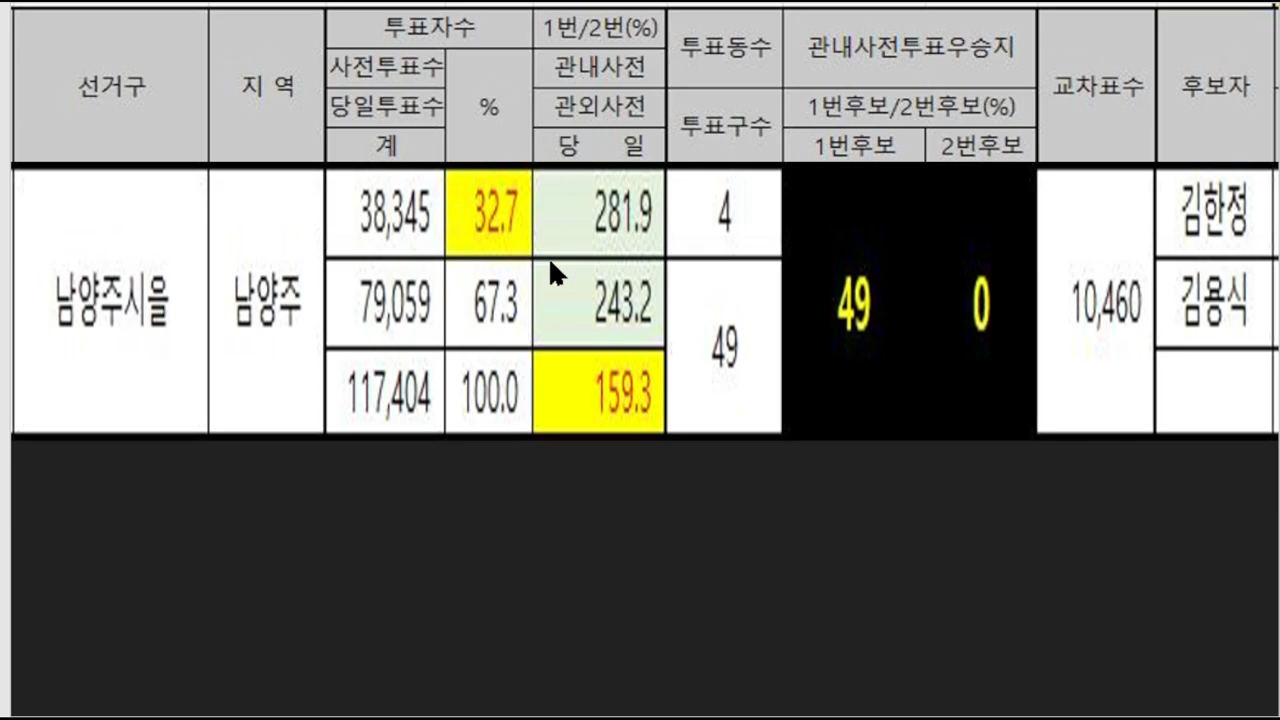 선거구 지 역 투표자수 1번/2번(%) 투표동수 관내사전투표우승지 교차표수 후보자
사전투표수 % 관내사전
당일투표수 관외사전 투표구수 1번후보/2번후보(%)
계 당 일 1번후보 2번후보
남양주시을 남양주 38,345 32.7 281.9 4 49 0 10,460 김한정
79,059 67.3 243.2 49 김용식
117,404 100.0 159.3